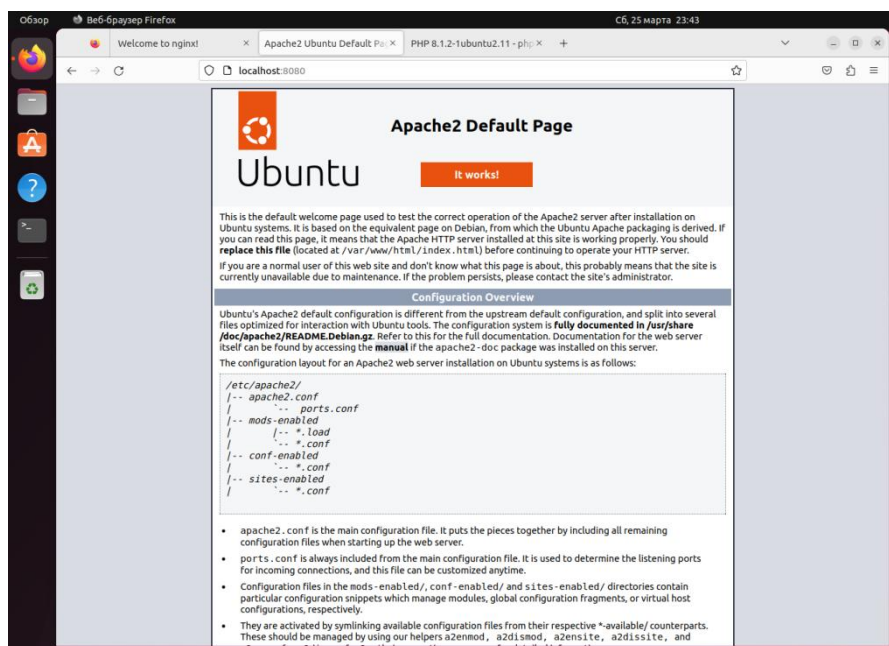 Обзор
Веб-браузер Firefox
Сб, 25 марта 23:43
Welcome to nginx!
Apache2 Ubuntu Default Pa
PHP 8.1.2-1ubuntu2.11 - ph
localhost:8080
Apache2 Default Page
Ubuntu
It works!
This is the default welcome page used to test the correct operation of the Apache2 server after installation on
Ubuntu systems. It is based on the equivalent page on Debian, from which the Ubuntu Apache packaging is derived. If
you can read this page, it means that the Apache HTTP server installed at this site is working properly. You should
replace this file (located at /var/www/html/index.html) before continuing to operate your HTTP server.
If you are a normal user of this web site and don't know what this page is about, this probably means that the site is
currently unavailable due to maintenance. If the problem persists, please contact the site's administrator.
Configuration Overview
Ubuntu's Apache2 default configuration is different from the upstream default configuration, and split into several
files optimized for interaction with Ubuntu tools. The configuration system is fully documented in /usr/share
/doc/apache2/README.Debian.gz. Refer to this for the full documentation. Documentation for the web server
itself can be found by accessing the manual if the apache2-doc package was installed on this server.
The configuration layout for an Apache2 web server installation on Ubuntu systems is as follows:
/etc/apache2/
|-- apache2.conf
|       `--  ports.conf
|-- mods-enabled
|       |-- *.load
|       `-- *.conf
|-- conf-enabled
|       `-- *.conf
|-- sites-enabled
|       `-- *.conf
• apache2.conf is the main configuration file. It puts the pieces together by including all remaining
configuration files when starting up the web server.
• ports.conf is always included from the main configuration file. It is used to determine the listening ports
for incoming connections, and this file can be customized anytime.
• Configuration files in the mods-enabled/, conf-enabled/ and sites-enabled/ directories contain
particular configuration snippets which manage modules, global configuration fragments, or virtual host
configurations, respectively.
• They are activated by symlinking available configuration files from their respective *-available/ counterparts.
These should be managed by using our helpers a2enmod, a2dismod, a2ensite, a2dissite, and